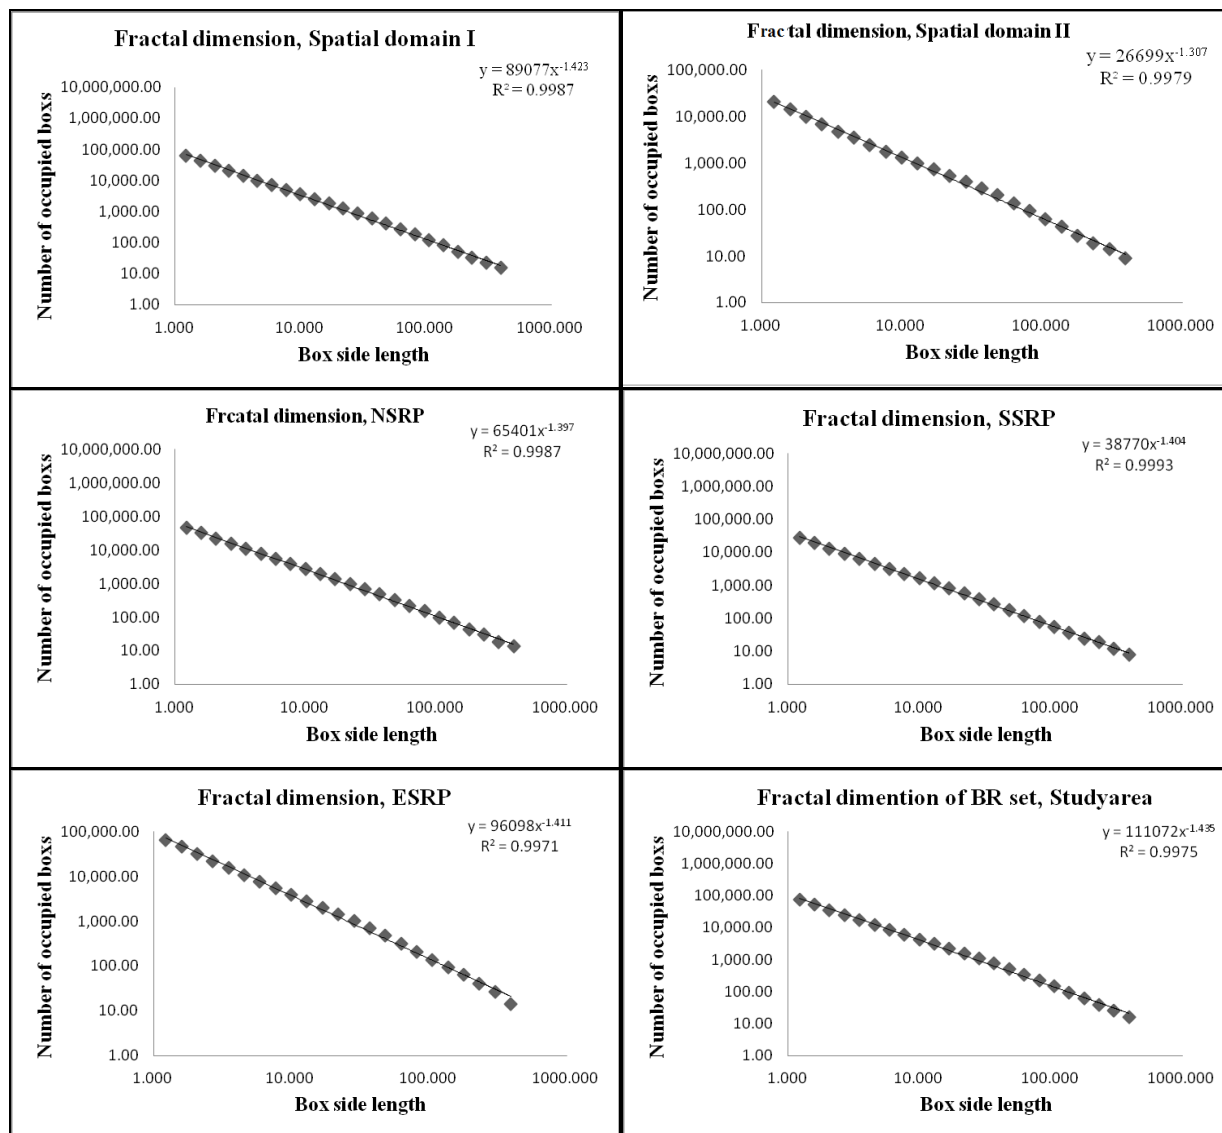 Fractal dimension, Spatial domain I
y = 89077x^-1.423
R² = 0.9987
Number of occupied boxs
10,000,000.00
1,000,000.00
100,000.00
10,000.00
1,000.00
100.00
10.00
1.00
1.000 10.000 100.000 1000.000
Box side length
Fractal dimension, Spatial domain II
y = 26699x^-1.307
R² = 0.9979
Number of occupied boxs
100,000.00
10,000.00
1,000.00
100.00
10.00
1.00
1.000 10.000 100.000 1000.000
Box side length
Frcatal dimension, NSRP
y = 65401x^-1.397
R² = 0.9987
Number of occupied boxs
10,000,000.00
1,000,000.00
100,000.00
10,000.00
1,000.00
100.00
10.00
1.00
1.000 10.000 100.000 1000.000
Box side length
Fractal dimension, SSRP
y = 38770x^-1.404
R² = 0.9993
Number of occupied boxs
10,000,000.00
1,000,000.00
100,000.00
10,000.00
1,000.00
100.00
10.00
1.00
1.000 10.000 100.000 1000.000
Box side length
Fractal dimension, ESRP
y = 96098x^-1.411
R² = 0.9971
Number of occupied boxs
100,000.00
10,000.00
1,000.00
100.00
10.00
1.00
1.000 10.000 100.000 1000.000
Box side length
Fractal dimention of BR set, Studyarea
y = 111072x^-1.435
R² = 0.9975
Number of occupied boxs
10,000,000.00
1,000,000.00
100,000.00
10,000.00
1,000.00
100.00
10.00
1.00
1.000 10.000 100.000 1000.000
Box side length